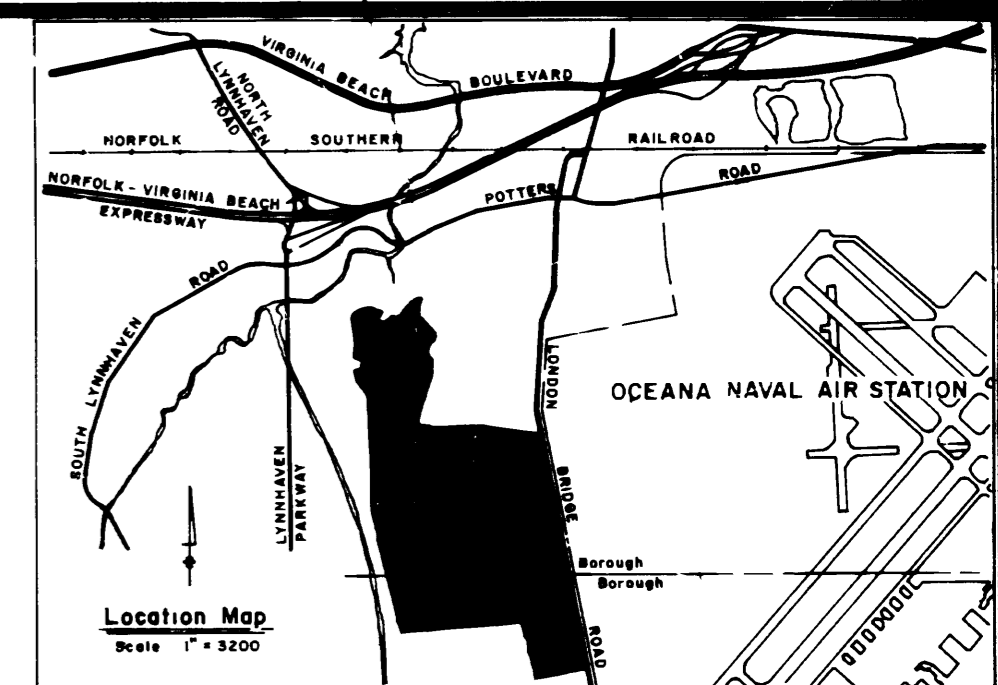 VIRGINIA BEACH BOULEVARD
NORTH
LYNNHAVEN
ROAD
NORFOLK SOUTHERN RAILROAD
NORFOLK - VIRGINIA BEACH
EXPRESSWAY
POTTERS ROAD
SOUTH LYNNHAVEN ROAD
LONDON BRIDGE ROAD
OCEANA NAVAL AIR STATION
LYNNHAVEN
PARKWAY
Borough
Borough
Location Map
Scale 1" = 3200